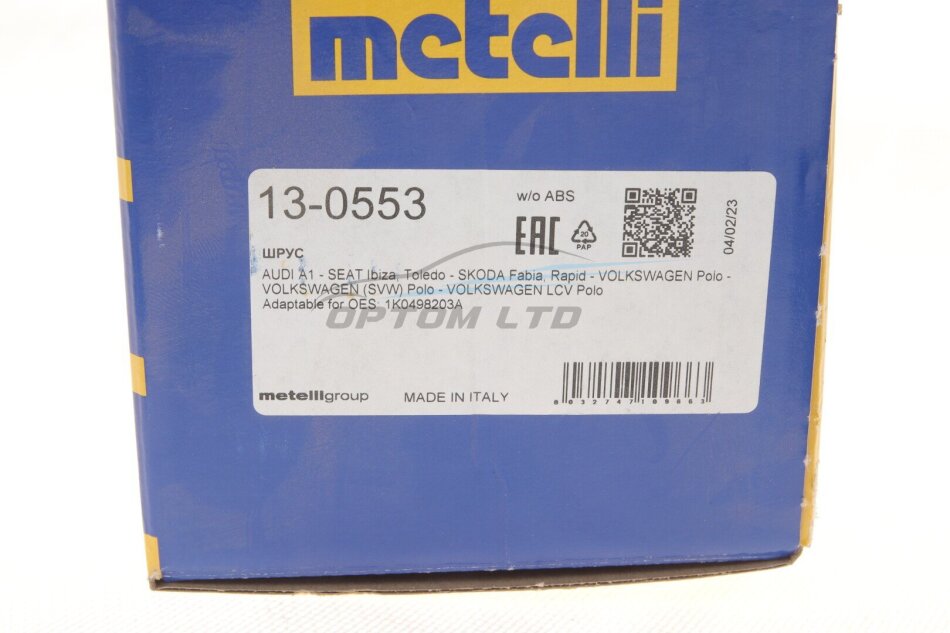 metelli
13-0553
w/o ABS
EAC
20
PAP
04/02/23
ШРУС
AUDI A1 - SEAT Ibiza, Toledo - SKODA Fabia, Rapid - VOLKSWAGEN Polo -
VOLKSWAGEN (SVW) Polo - VOLKSWAGEN LCV Polo
Adaptable for OES: 1K0498203A
OPTOM LTD
metelligroup
MADE IN ITALY